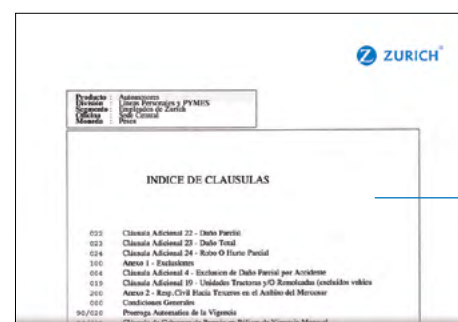 ZURICH
Producto : Automotores
División : Líneas Personales y PYMES
Segmento : Empleados de Zurich
Oficina : Sede Central
Moneda : Pesos
INDICE DE CLAUSULAS
022 Cláusula Adicional 22 - Daño Parcial
023 Cláusula Adicional 23 - Daño Total
024 Cláusula Adicional 24 - Robo O Hurto Parcial
100 Anexo 1 - Exclusiones
004 Cláusula Adicional 4 - Exclusion de Daño Parcial por Accidente
019 Cláusula Adicional 19 - Unidades Tractoras y/O Remolcadas (excluidos vehícu
200 Anexo 2 - Resp.Civil Hacia Terceros en el Ambito del Mercosur
000 Condiciones Generales
90/020 Prorroga Automatica de la Vigencia